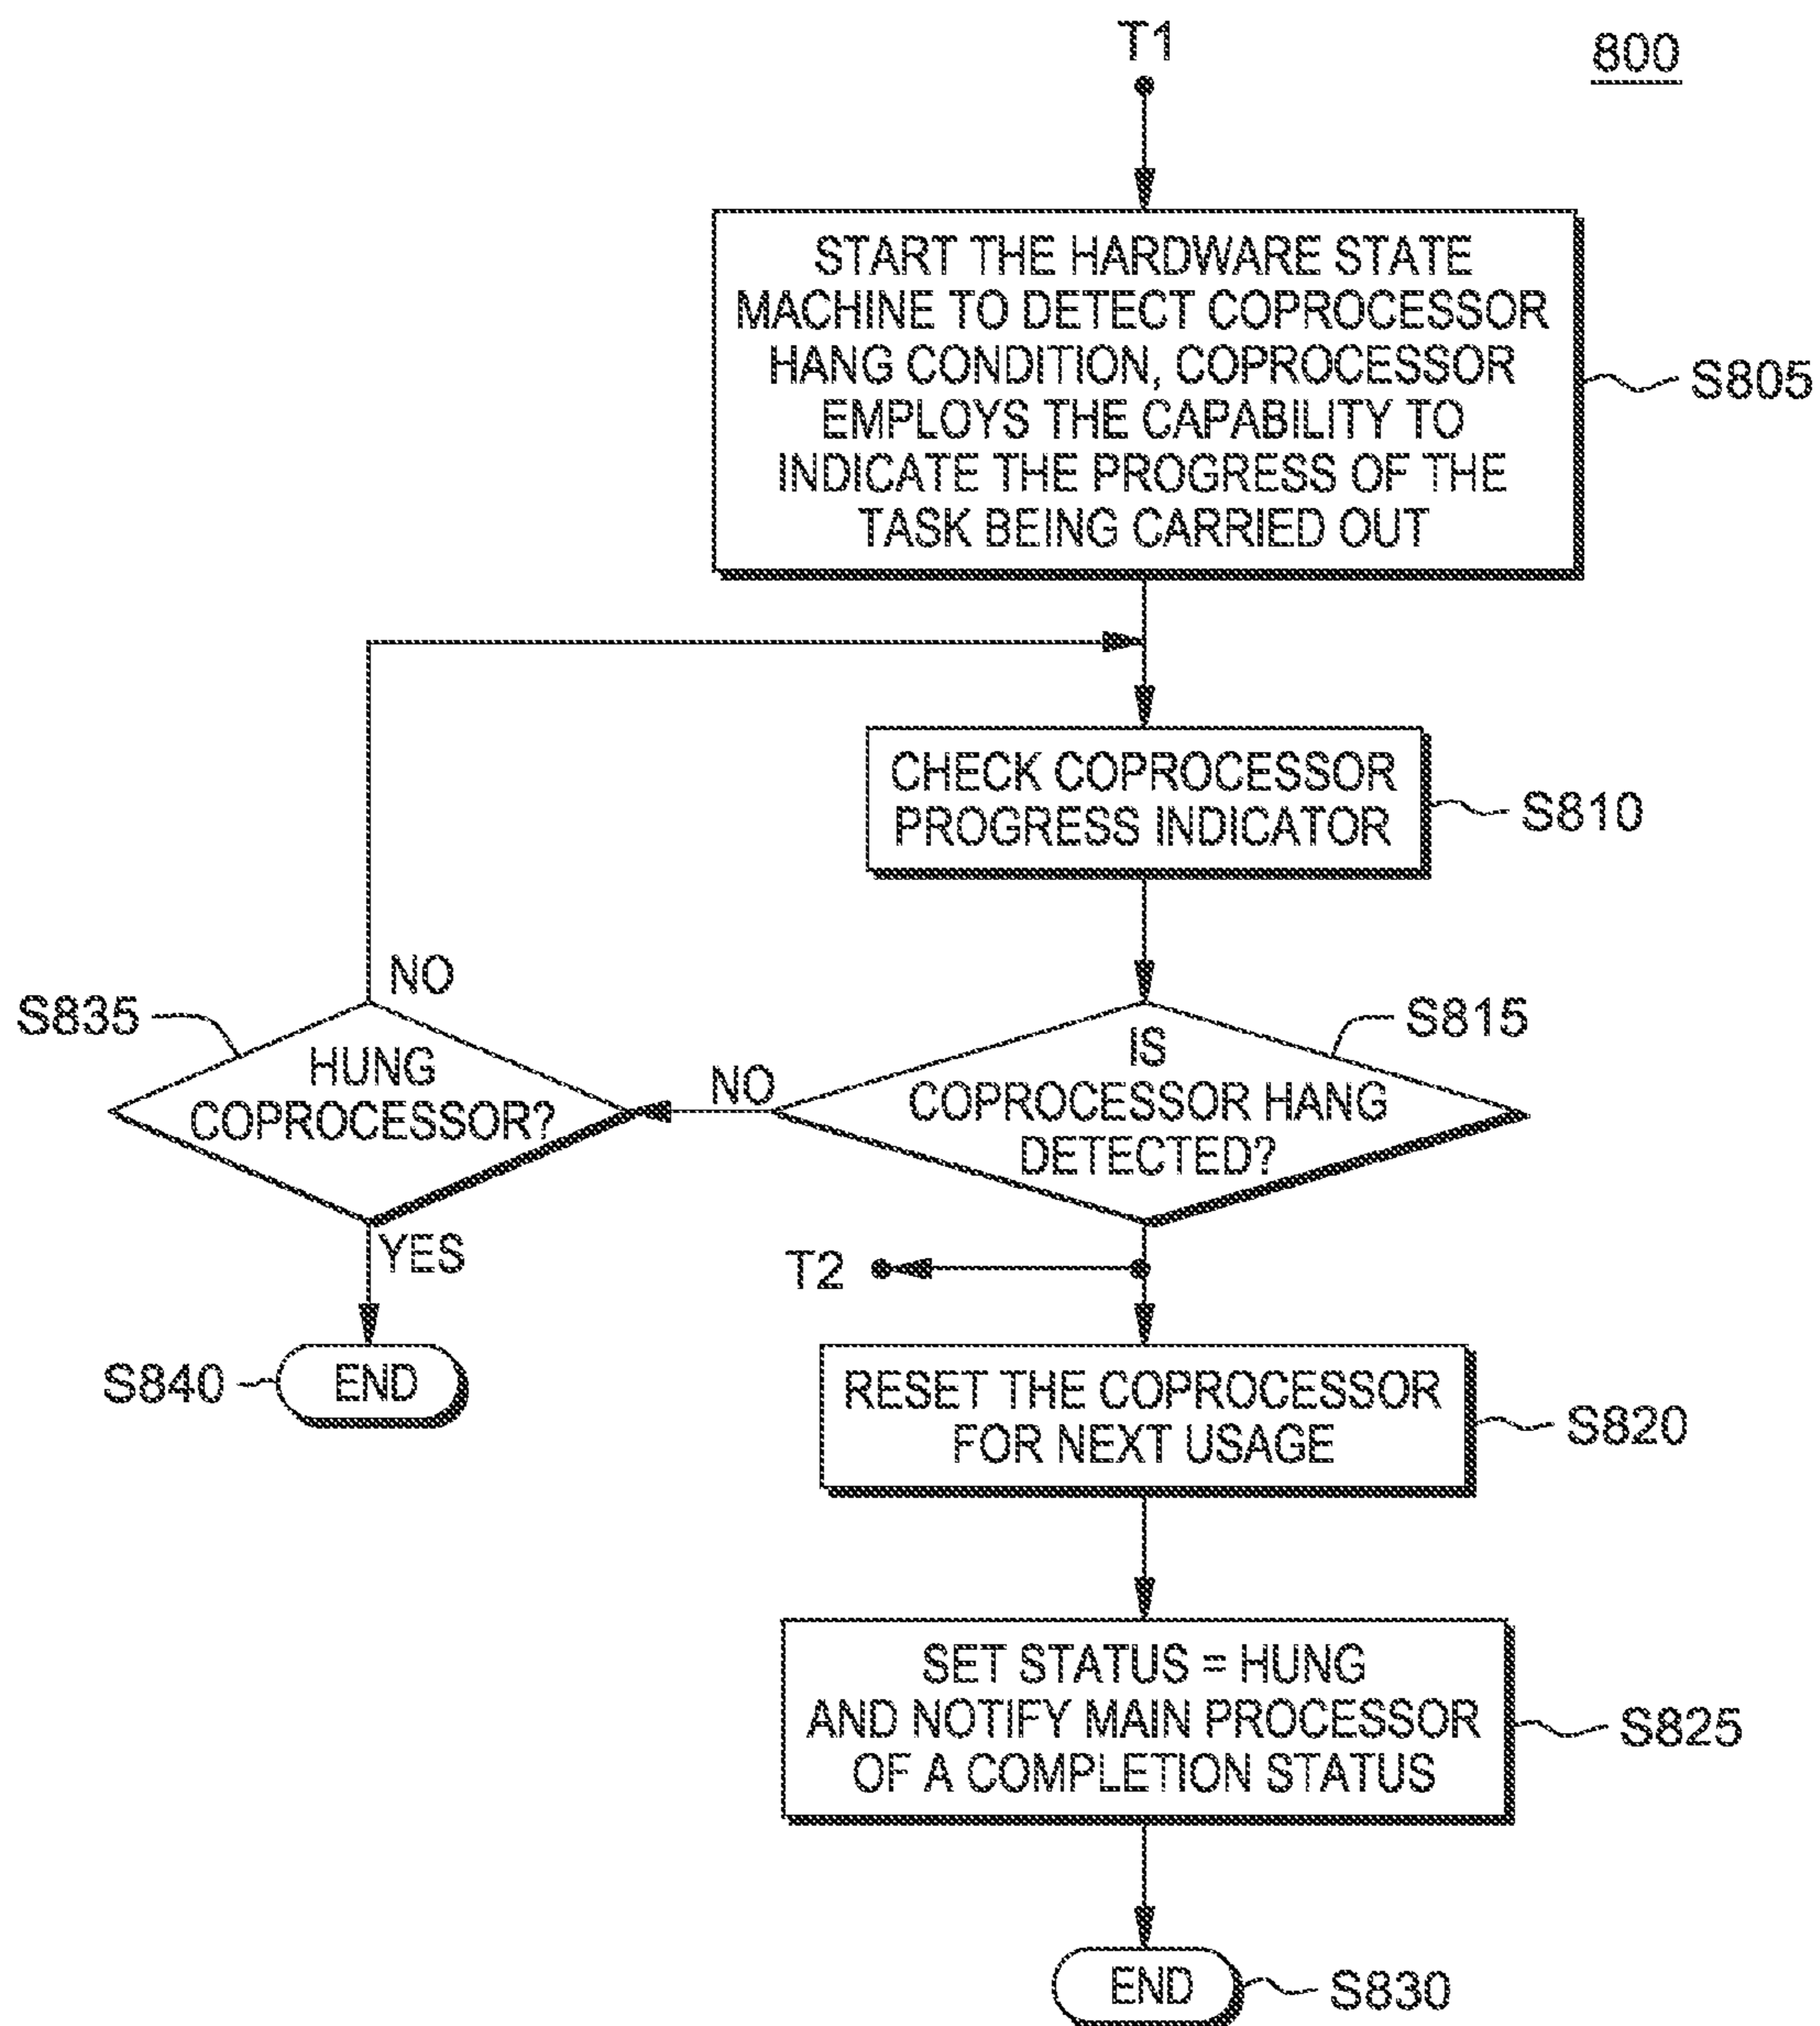 T1
800
START THE HARDWARE STATE
MACHINE TO DETECT COPROCESSOR
HANG CONDITION, COPROCESSOR
EMPLOYS THE CAPABILITY TO
INDICATE THE PROGRESS OF THE
TASK BEING CARRIED OUT
S805
CHECK COPROCESSOR
PROGRESS INDICATOR
S810
NO
S835
HUNG
COPROCESSOR?
NO
IS
COPROCESSOR HANG
DETECTED?
S815
YES
T2
S840
END
RESET THE COPROCESSOR
FOR NEXT USAGE
S820
SET STATUS = HUNG
AND NOTIFY MAIN PROCESSOR
OF A COMPLETION STATUS
S825
END
S830